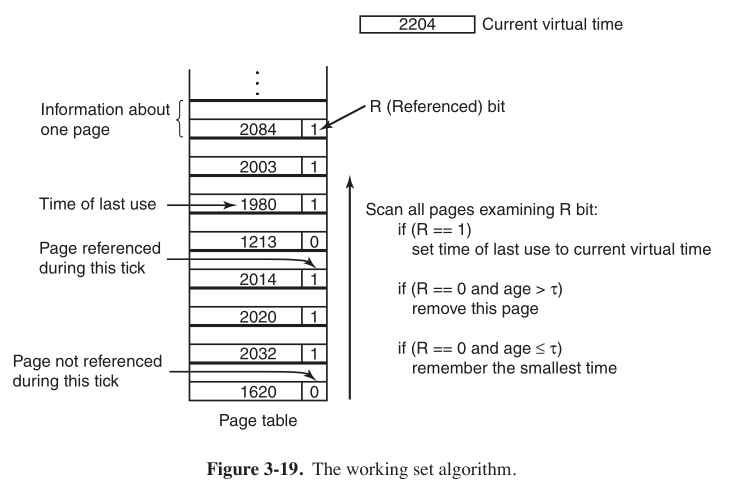 2204 Current virtual time
Information about
one page
R (Referenced) bit
2084 1
2003 1
Time of last use
1980 1
1213 0
Page referenced
during this tick
2014 1
2020 1
2032 1
Page not referenced
during this tick
1620 0
Page table
Scan all pages examining R bit:
if (R == 1)
set time of last use to current virtual time
if (R == 0 and age > τ)
remove this page
if (R == 0 and age ≤ τ)
remember the smallest time
Figure 3-19. The working set algorithm.